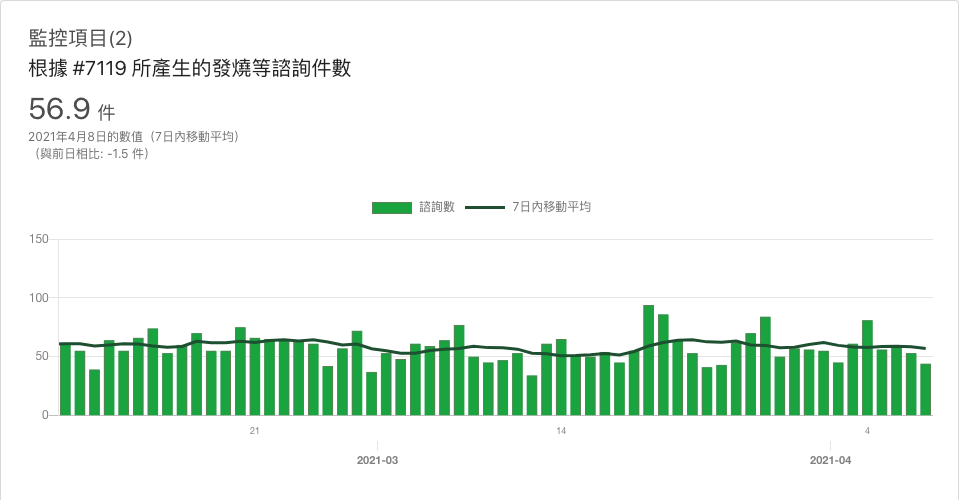 監控項目(2)
根據 #7119 所產生的發燒等諮詢件數
56.9 件
2021年4月8日的數值（7日內移動平均）
（與前日相比: -1.5 件）
諮詢數 7日內移動平均
150
100
50
0
21 14 4
2021-03 2021-04